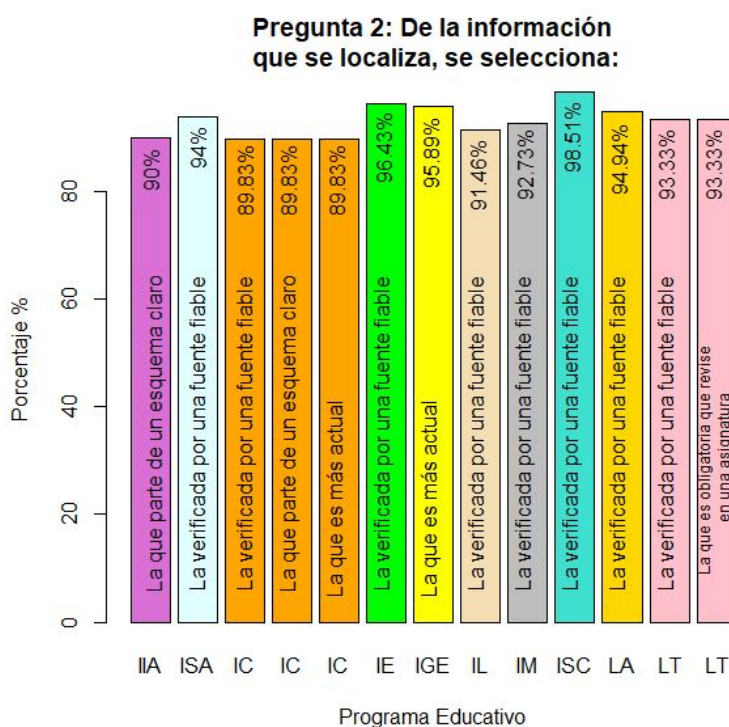 Pregunta 2: De la información
que se localiza, se selecciona:
Porcentaje %
80
60
40
20
0
90%
La que parte de un esquema claro
94%
La verificada por una fuente fiable
89.83%
La verificada por una fuente fiable
89.83%
La que parte de un esquema claro
89.83%
La que es más actual
96.43%
La verificada por una fuente fiable
95.89%
La que es más actual
91.46%
La verificada por una fuente fiable
92.73%
La verificada por una fuente fiable
98.51%
La verificada por una fuente fiable
94.94%
La verificada por una fuente fiable
93.33%
La verificada por una fuente fiable
93.33%
La que es obligatoria que revise
en una asignatura
IIA ISA IC IC IC IE IGE IL IM ISC LA LT LT
Programa Educativo